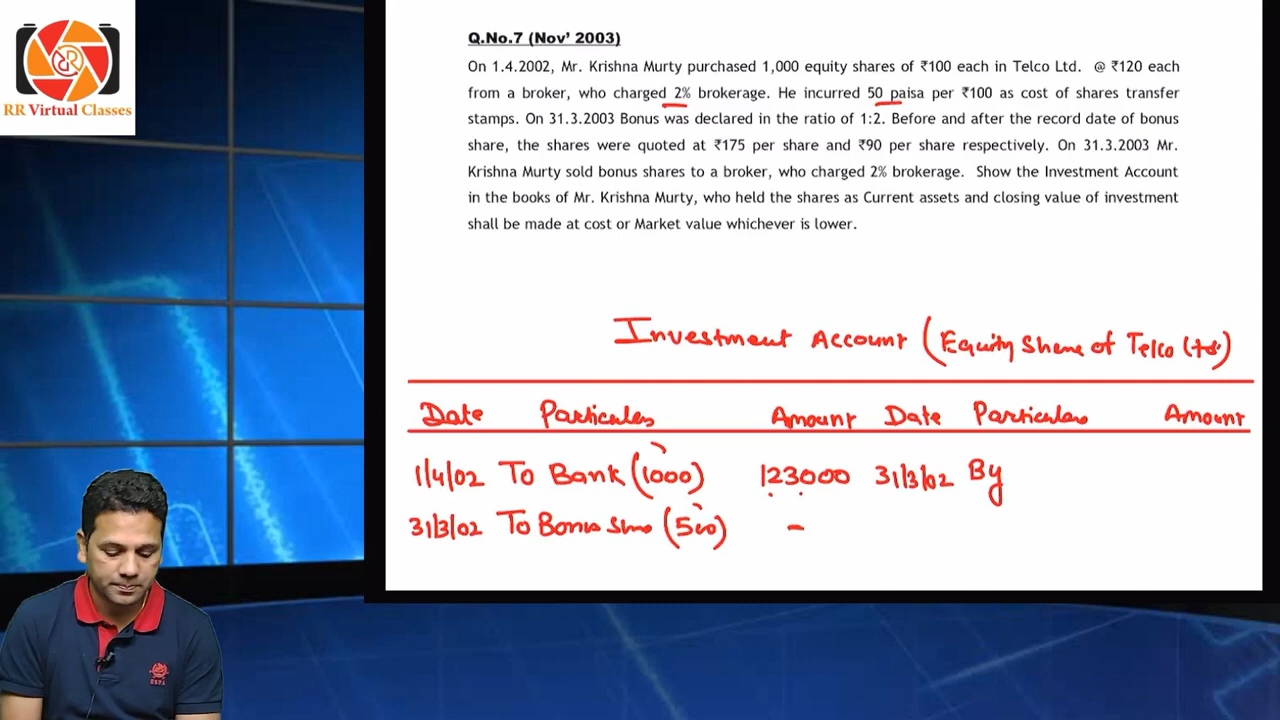 RR Virtual Classes
Q.No.7 (Nov' 2003)
On 1.4.2002, Mr. Krishna Murty purchased 1,000 equity shares of ₹100 each in Telco Ltd. @ ₹120 each
from a broker, who charged 2% brokerage. He incurred 50 paisa per ₹100 as cost of shares transfer
stamps. On 31.3.2003 Bonus was declared in the ratio of 1:2. Before and after the record date of bonus
share, the shares were quoted at ₹175 per share and ₹90 per share respectively. On 31.3.2003 Mr.
Krishna Murty sold bonus shares to a broker, who charged 2% brokerage. Show the Investment Account
in the books of Mr. Krishna Murty, who held the shares as Current assets and closing value of investment
shall be made at cost or Market value whichever is lower.
Investment Account (Equity Share of Telco Ltd.)
Date Particulars Amount Date Particulars Amount
1/4/02 To Bank (1000) 123000 31/3/02 By
31/3/02 To Bonus Share (500) -